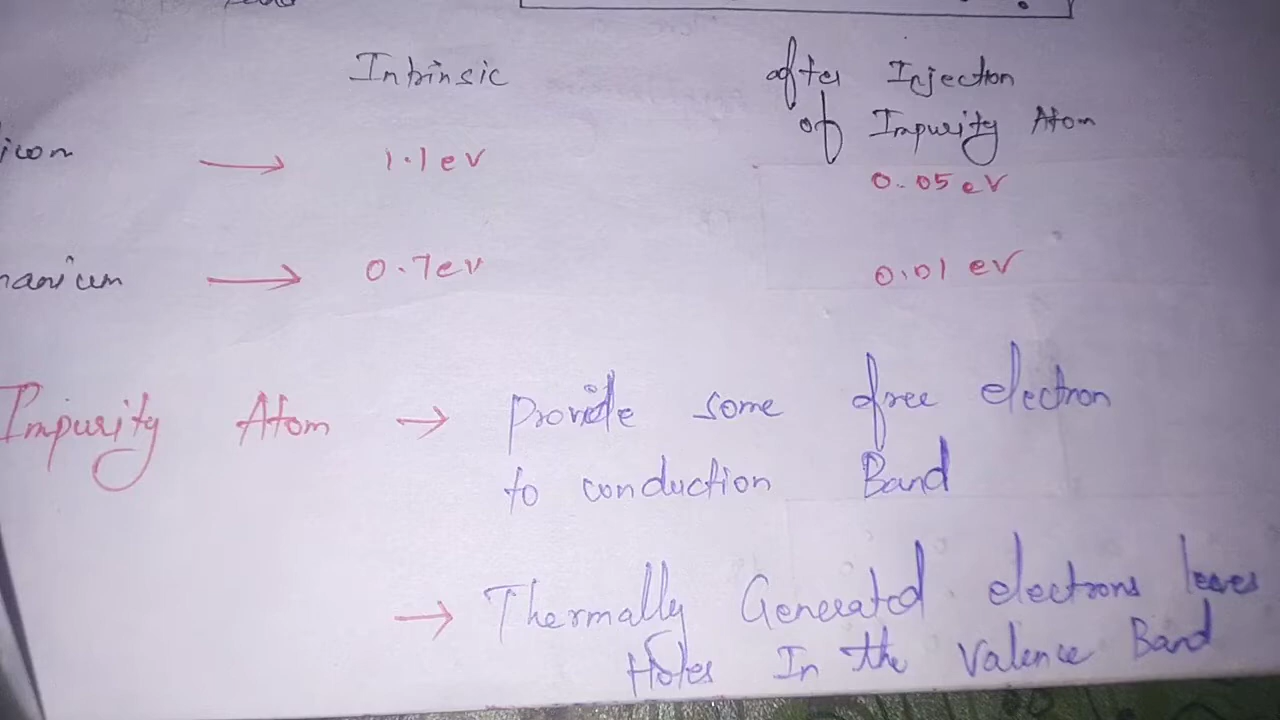 Intrinsic after Injection
of Impurity Atom
icon → 1.1 ev 0.05 eV
0.7 ev 0.01 ev
nanium →
Impurity Atom → Provide some free electron
to conduction Band
→ Thermally Generated electrons leaves
Holes In the Valence Band